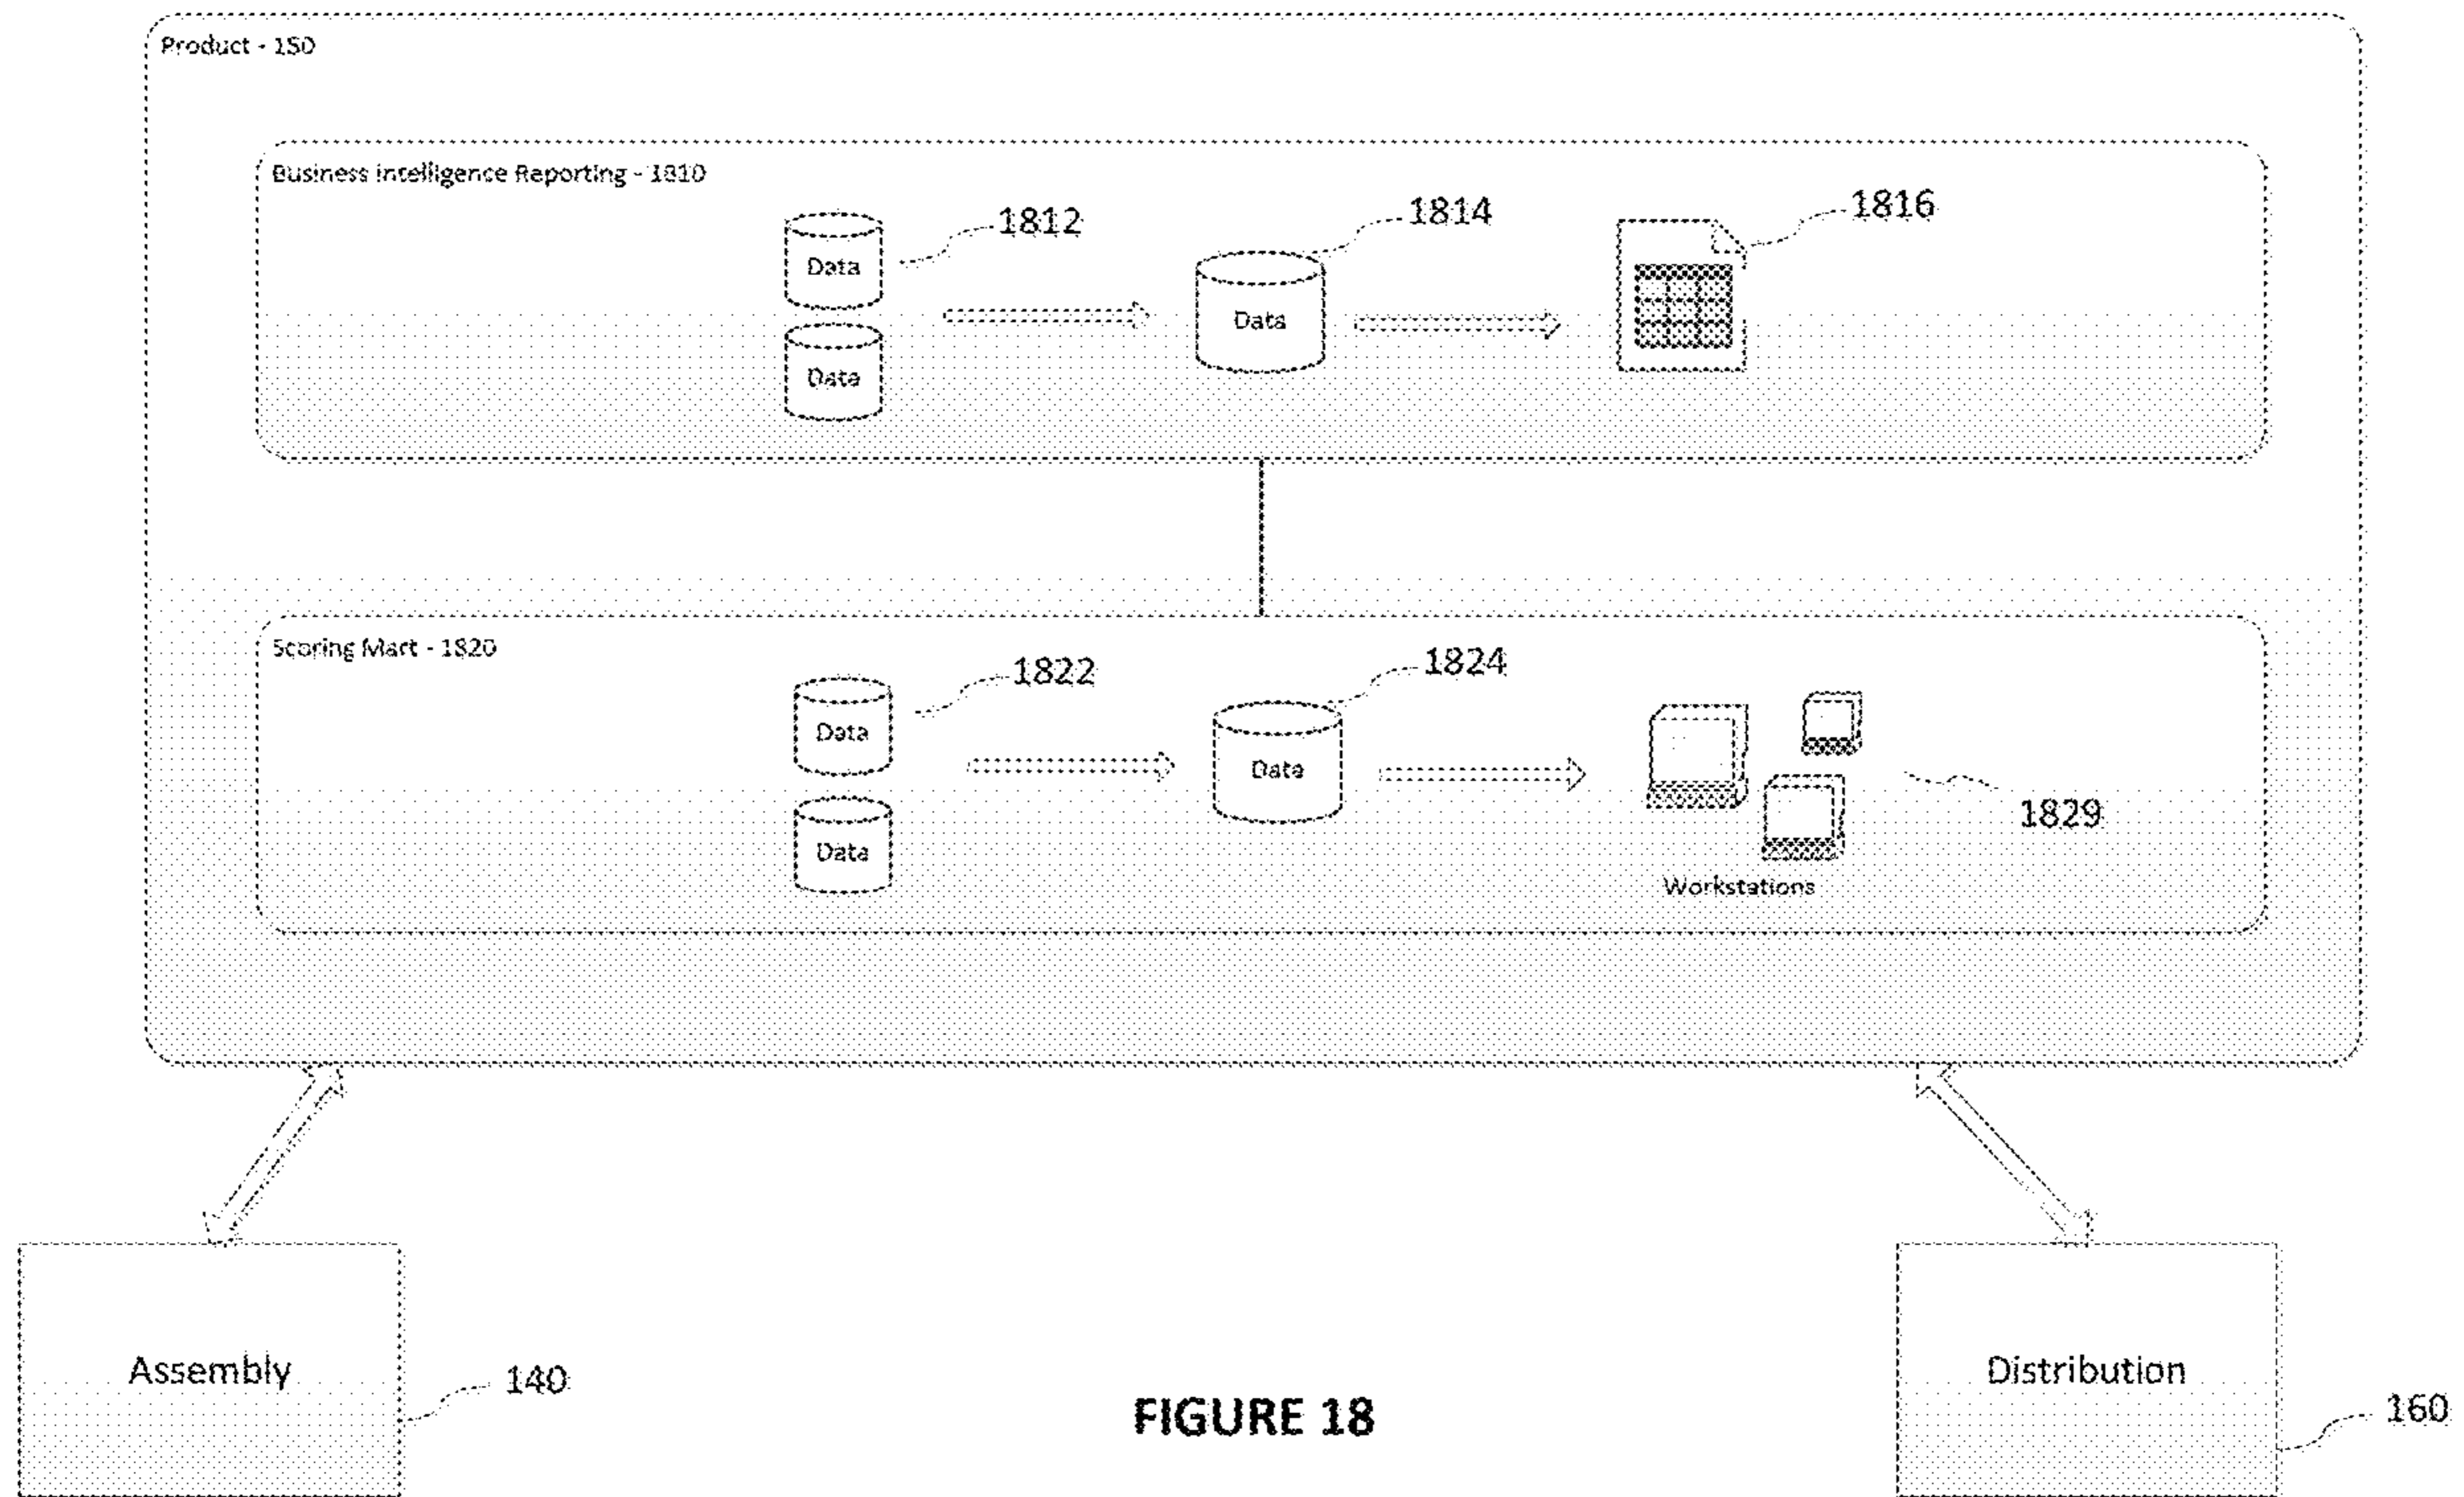 Product - 150
Business Intelligence Reporting - 1810
1812
1814
1816
Data
Data
Data
Scoring Mart - 1820
1822
1824
Data
Data
Data
1829
Workstations
Assembly
140
Distribution
160
FIGURE 18